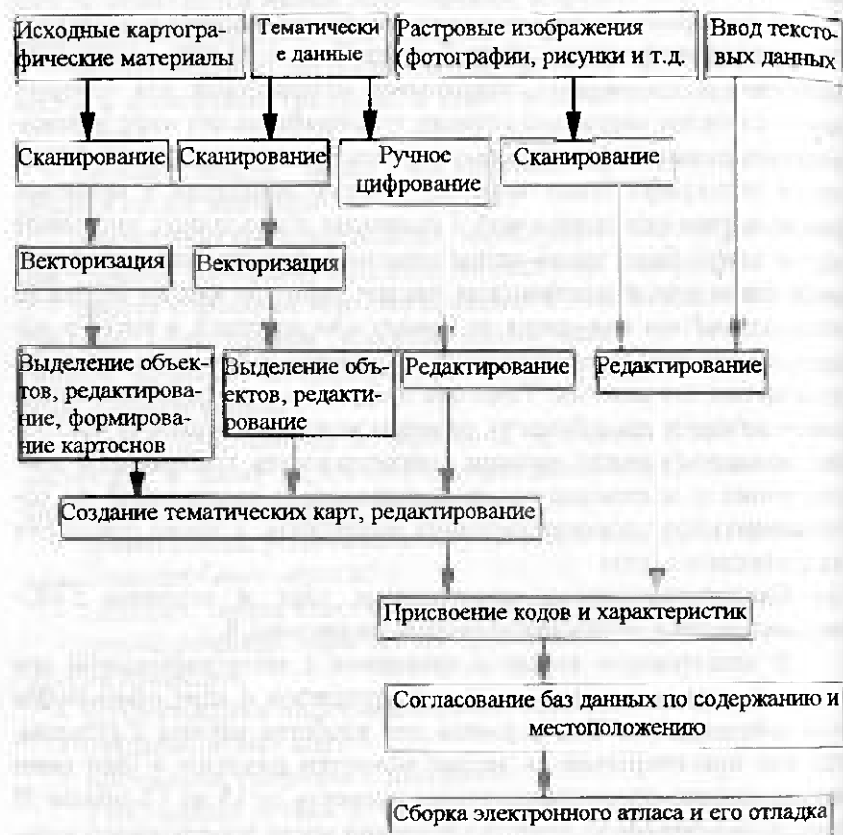 Исходные картогра-
фические материалы
Тематически
е данные
Растровые изображения
(фотографии, рисунки и т.д.
Ввод тексто-
вых данных
Сканирование
Сканирование
Ручное
цифрование
Сканирование
Векторизация
Векторизация
Выделение объек-
тов, редактирова-
ние, формирова-
ние картоснов
Выделение объ-
ектов, редакти-
рование
Редактирование
Редактирование
Создание тематических карт, редактирование
Присвоение кодов и характеристик
Согласование баз данных по содержанию и
местоположению
Сборка электронного атласа и его отладка